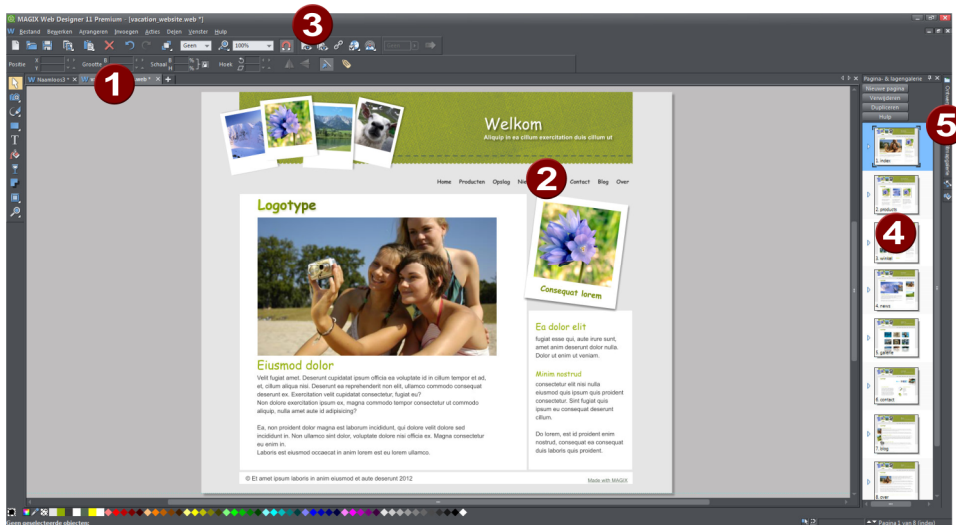 MAGIX Web Designer 11 Premium - [vacation_website.web *]
Bestand Bewerken Arrangeren Invoegen Acties Delen Venster Hulp
3
Geen
100%
Positie X Y Grootte B Schaal B H % % Hoek
Naamloos3 *
web *
1
Pagina- & lagengalerie
Nieuwe pagina
Verwijderen
Dupliceren
Hulp
5
Welkom
Aliquip in ea cillum exercitation duis cillum ut
Home Producten Opslag Contact Blog Over
2
Logotype
Consequat lorem
Ea dolor elit
fugiat esse qui, aute irure sunt,
amet anim deserunt dolor nulla.
Dolor ut enim ut veniam.
Minim nostrud
consectetur elit nisi nulla
eiusmod quis ipsum quis proident
consectetur. Sint fugiat quis
ipsum eu consequat deserunt
cillum.
Do lorem, est id proident enim
nostrud, consequat ea consequat
duis laboris quis proident.
Eiusmod dolor
Velit fugiat amet. Deserunt cupidatat ipsum officia ea voluptate id in cillum tempor et ad,
et, cillum aliqua nisi. Deserunt ea reprehenderit non elit, ullamco commodo consequat
deserunt ex. Exercitation velit cupidatat consectetur, fugiat eu?
Non dolore exercitation ipsum ex, magna commodo tempor consectetur ut commodo
aliquip, nulla amet aute id adipisicing?
Ea, non proident dolor magna est laborum incididunt, qui dolore velit dolore sed
incididunt in. Non ullamco sint dolor, voluptate dolore nisi officia ex. Magna consectetur
eu enim in.
Laboris est eiusmod occaecat in anim lorem est eu lorem ullamco.
© Et amet ipsum laboris in anim eiusmod et aute deserunt 2012
Made with MAGIX
1. index
2. products
4
3. winkel
4. news
5. galerie
6. contact
7. blog
8. over
Geen geselecteerde objecten:
Pagina 1 van 8 (index)